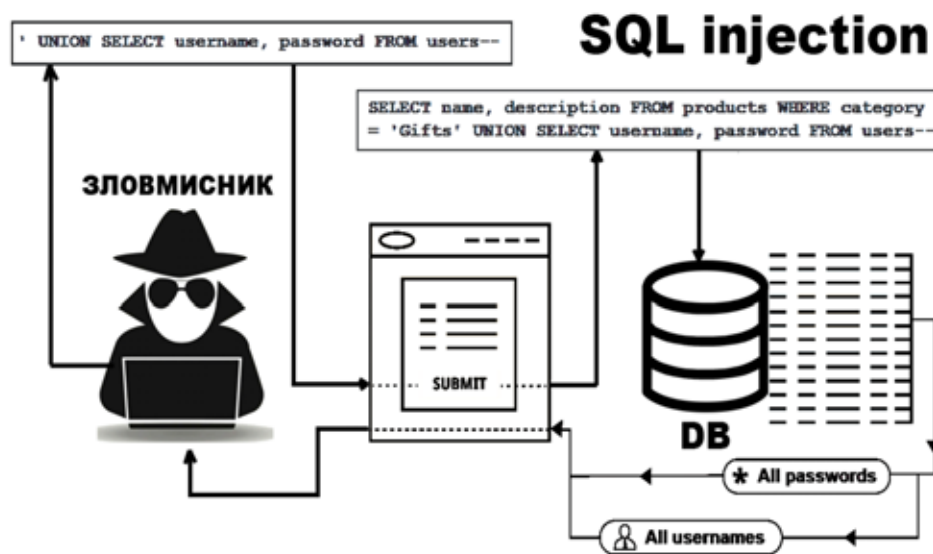 SQL injection
' UNION SELECT username, password FROM users--
SELECT name, description FROM products WHERE category
= 'Gifts' UNION SELECT username, password FROM users--
ЗЛОВМИСНИК
SUBMIT
DB
* All passwords
All usernames